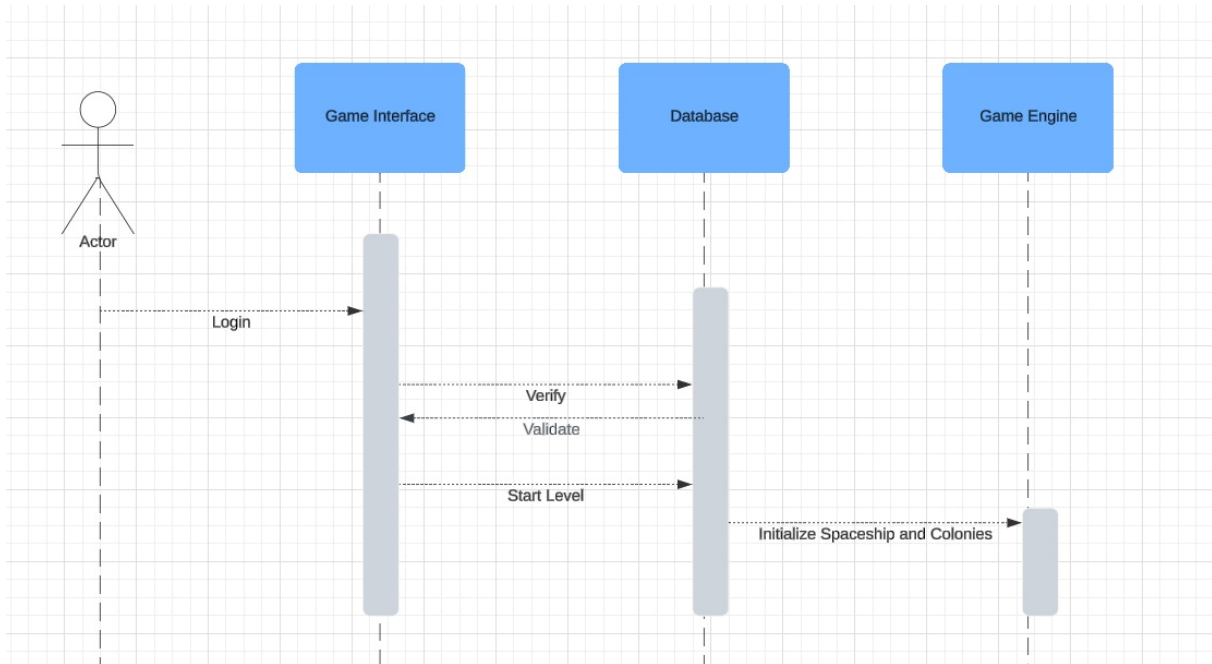 Game Interface
Database
Game Engine
Actor
Login
Verify
Validate
Start Level
Initialize Spaceship and Colonies